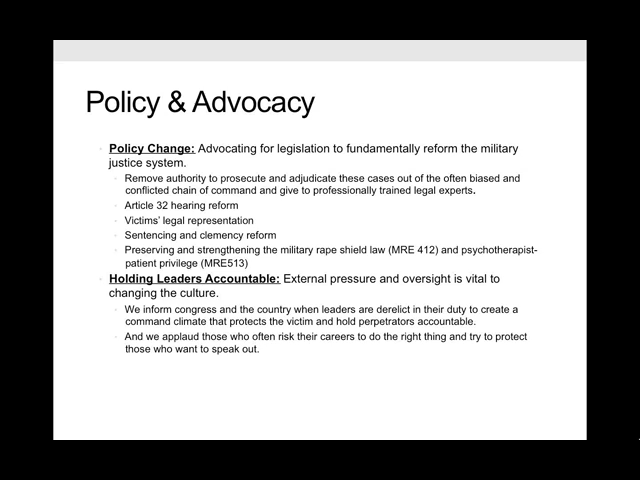 Policy & Advocacy
Policy Change: Advocating for legislation to fundamentally reform the military
justice system.
Remove authority to prosecute and adjudicate these cases out of the often biased and
conflicted chain of command and give to professionally trained legal experts.
Article 32 hearing reform
Victims' legal representation
Sentencing and clemency reform
Preserving and strengthening the military rape shield law (MRE 412) and psychotherapist-
patient privilege (MRE513)
Holding Leaders Accountable: External pressure and oversight is vital to
changing the culture.
We inform congress and the country when leaders are derelict in their duty to create a
command climate that protects the victim and hold perpetrators accountable.
And we applaud those who often risk their careers to do the right thing and try to protect
those who want to speak out.